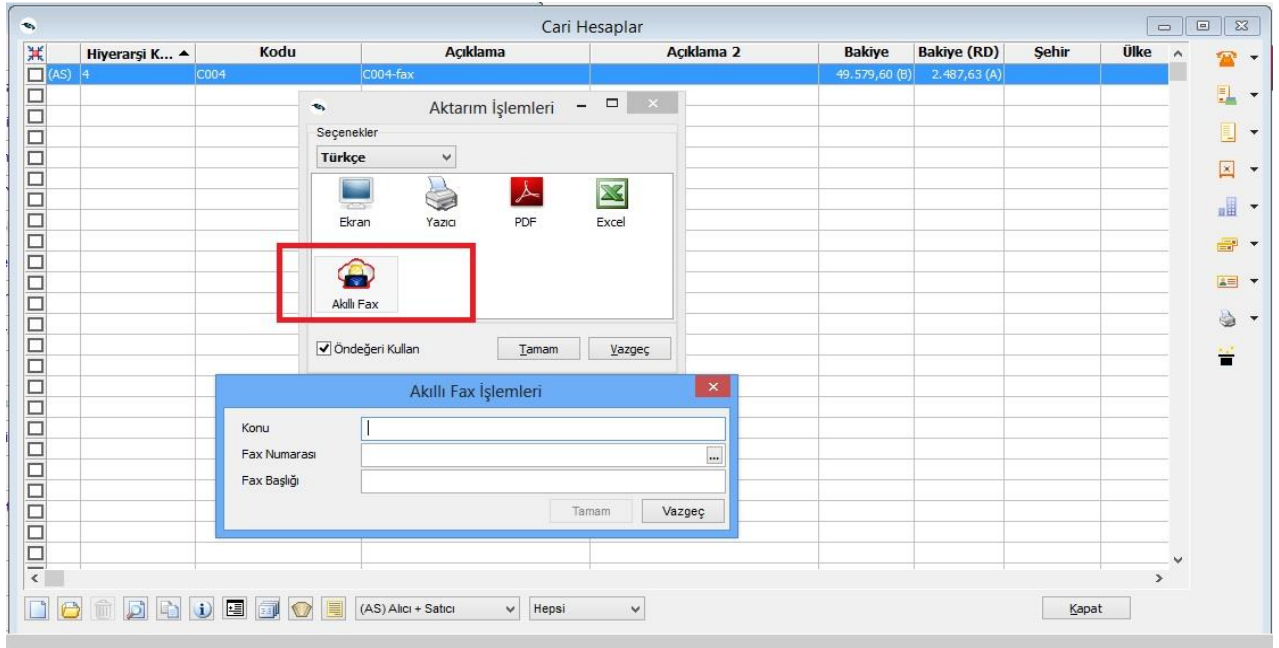 Cari Hesaplar
Hiyerarşi K... Kodu Açıklama Açıklama 2 Bakiye Bakiye (RD) Şehir Ülke
(AS) 4 C004 C004-fax 49.579,60 (B) 2.487,63 (A)
Aktarım İşlemleri
Seçenekler
Türkçe
Ekran Yazıcı PDF Excel
Akıllı Fax
Öndeğeri Kullan Tamam Vazgeç
Akıllı Fax İşlemleri
Konu
Fax Numarası ...
Fax Başlığı
Tamam Vazgeç
(AS) Alıcı + Satıcı Hepsi Kapat